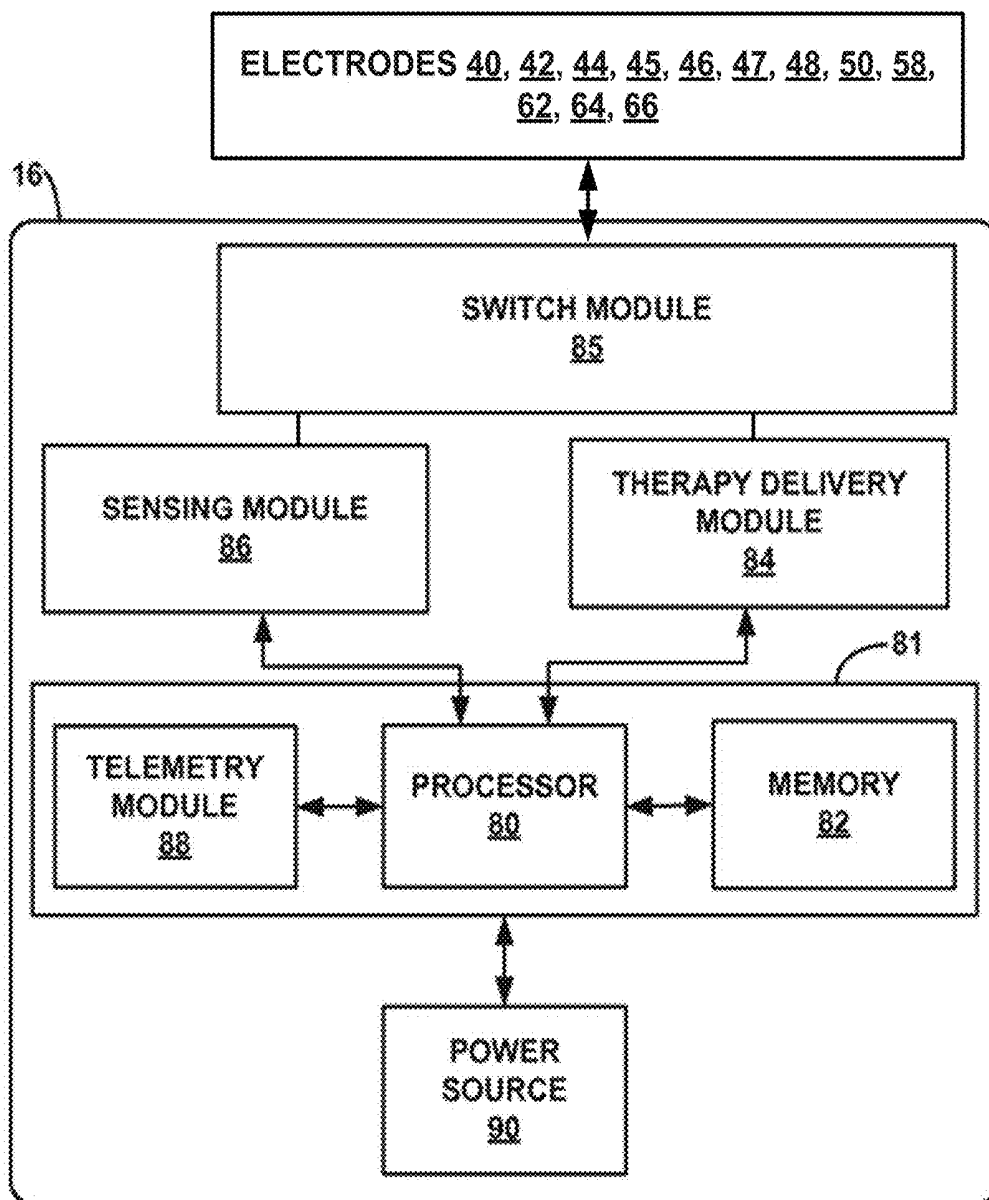 ELECTRODES 40, 42, 44, 45, 46, 47, 48, 50, 58,
62, 64, 66
16
SWITCH MODULE
85
SENSING MODULE
86
THERAPY DELIVERY
MODULE
84
81
TELEMETRY
MODULE
88
PROCESSOR
80
MEMORY
82
POWER
SOURCE
90